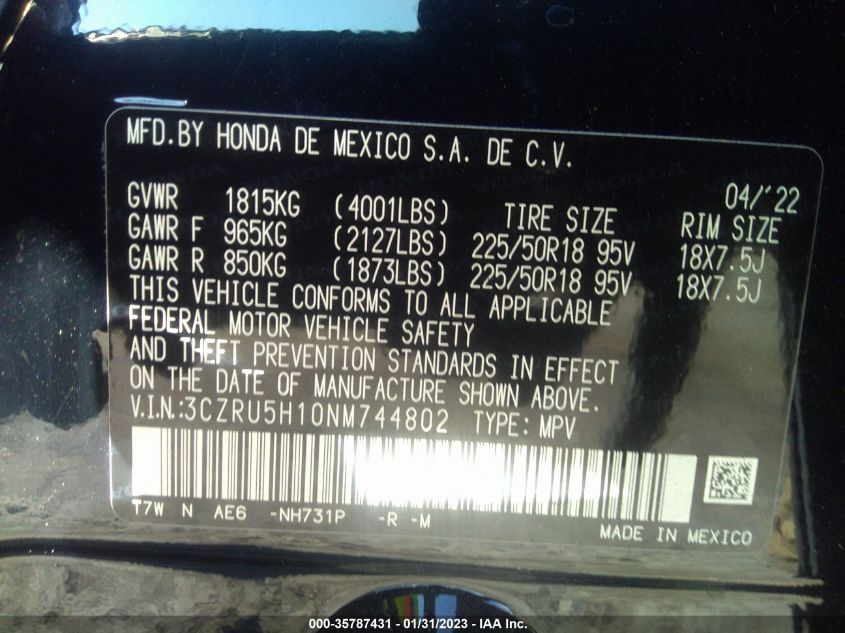 MFD.BY HONDA DE MEXICO S.A. DE C.V.
04/'22
GVWR 1815KG (4001LBS) TIRE SIZE RIM SIZE
GAWR F 965KG (2127LBS) 225/50R18 95V 18X7.5J
GAWR R 850KG (1873LBS) 225/50R18 95V 18X7.5J
THIS VEHICLE CONFORMS TO ALL APPLICABLE
FEDERAL MOTOR VEHICLE SAFETY
AND THEFT PREVENTION STANDARDS IN EFFECT
ON THE DATE OF MANUFACTURE SHOWN ABOVE.
V.I.N:3CZRU5H10NM744802 TYPE: MPV
T7W N AE6 -NH731P -R -M
MADE IN MEXICO
000-35787431 - 01/31/2023 - IAA Inc.